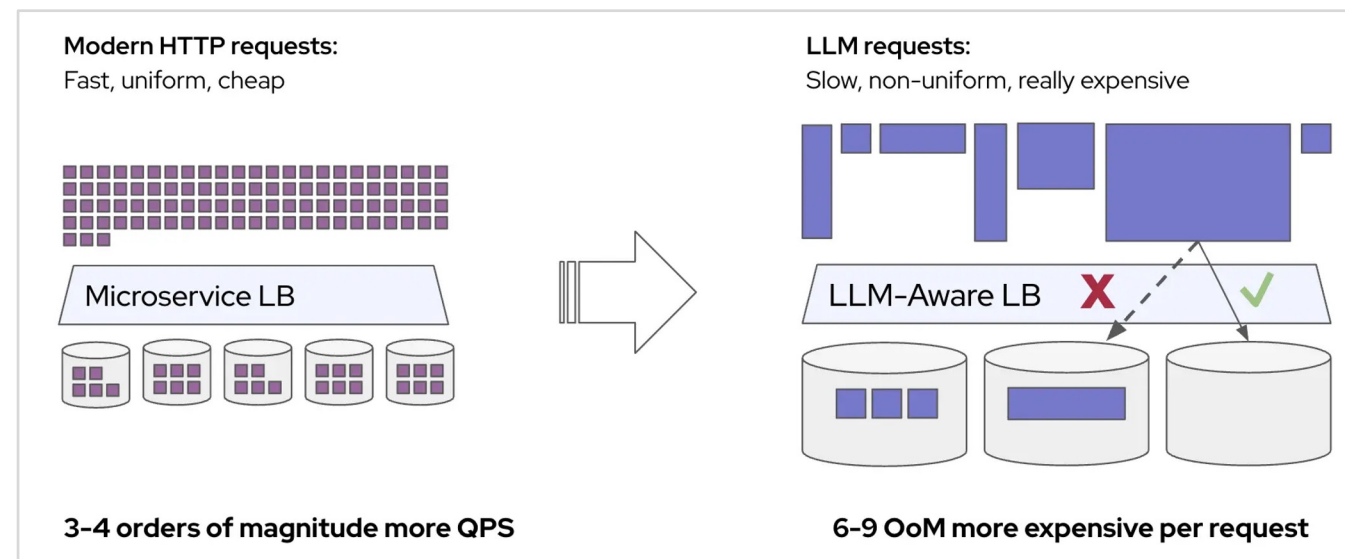 Modern HTTP requests:
Fast, uniform, cheap
Microservice LB
3-4 orders of magnitude more QPS
LLM requests:
Slow, non-uniform, really expensive
LLM-Aware LB
6-9 OoM more expensive per request